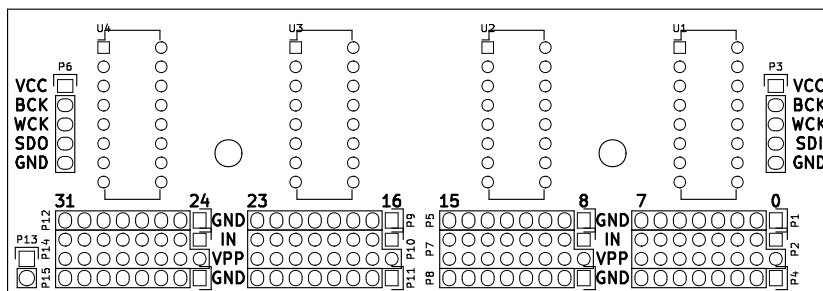 U4 U3 U2 U1
P6 P3
VCC VCC
BCK BCK
WCK WCK
SDO SDI
GND GND
31 24 23 16 15 8 7 0
P12 GND P9 P5 GND P1
P13 P14 IN P10 P7 IN P2
VPP VPP
P15 GND P11 P8 GND P4